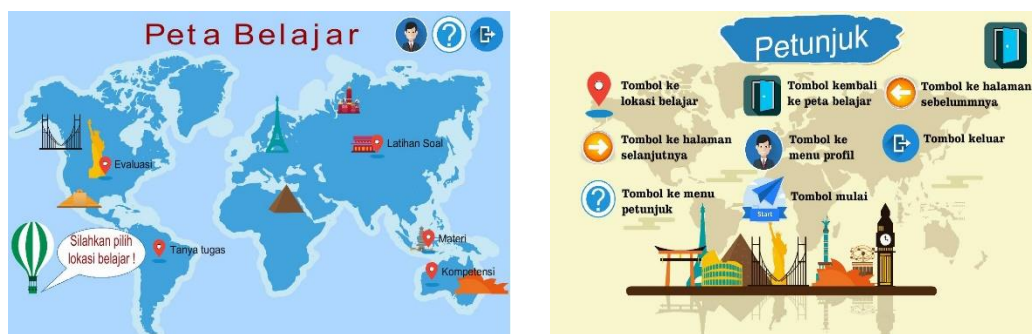 Peta Belajar
Latihan Soal
Evaluasi
Silahkan pilih
lokasi belajar !
Tanya tugas
Materi
Kompetensi
Petunjuk
Tombol ke
lokasi belajar
Tombol kembali
ke peta belajar
Tombol ke halaman
sebelummnya
Tombol ke halanan
selanjutnya
Tombol ke
menu profil
Tombol keluar
Tombol ke menu
petunjuk
Tombol mulai
Start